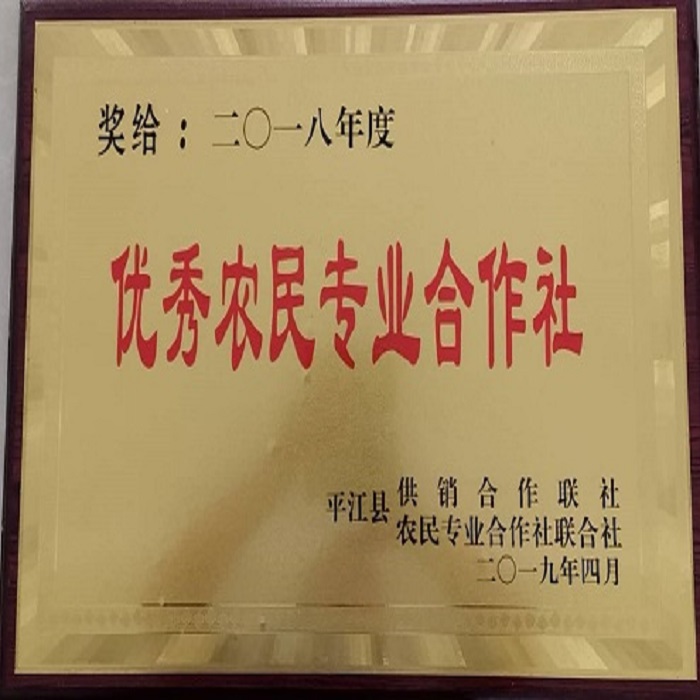 奖给：二〇一八年度
优秀农民专业合作社
平江县 供销合作联社
农民专业合作社联合社
二〇一九年四月